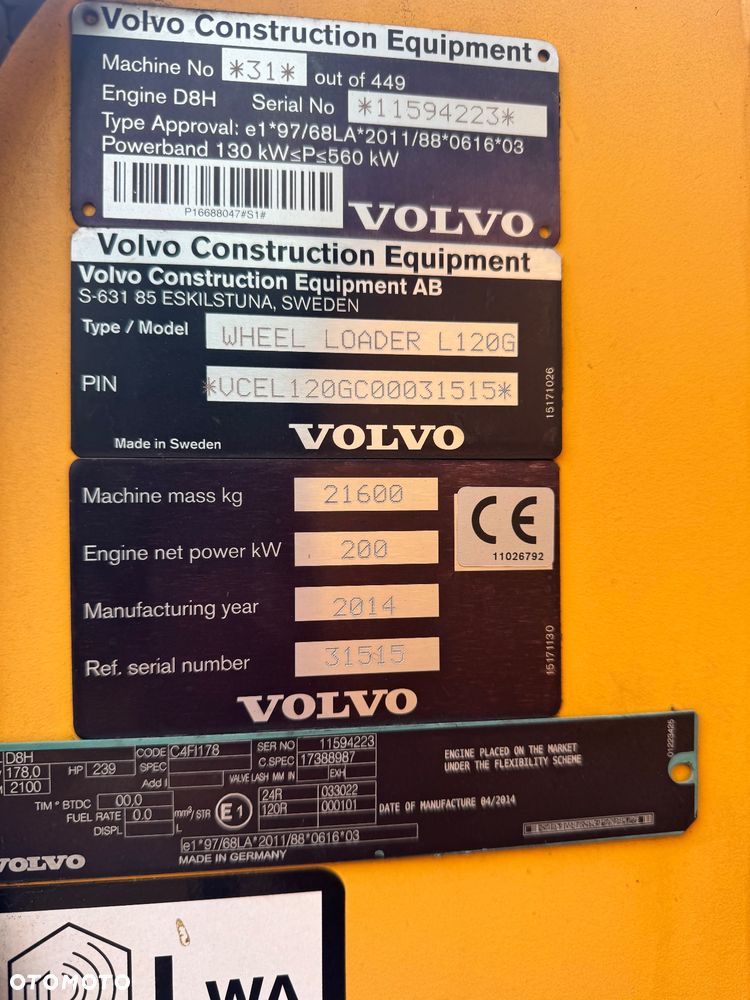 Volvo Construction Equipment
Machine No *31* out of 449
Engine D8H Serial No *11594223*
Type Approval: e1*97/68LA*2011/88*0616*03
Powerband 130 kW≤P≤560 kW
P16688047#S1#
VOLVO
Volvo Construction Equipment
Volvo Construction Equipment AB
S-631 85 ESKILSTUNA, SWEDEN
Type / Model WHEEL LOADER L120G
PIN *VCEL120GC00031515*
15171026
Made in Sweden VOLVO
Machine mass kg 21600
CE
11026792
Engine net power kW 200
Manufacturing year 2014
Ref. serial number 31515
15171130
VOLVO
D8H CODE C4FI178 SER NO 11594223
178,0 HP 239 SPEC C.SPEC 17388987
2100 Add I VALVE LASH MM IN EXH
ENGINE PLACED ON THE MARKET
UNDER THE FLEXIBILITY SCHEME
01223425
TIM ° BTDC 00.0 24R 033022
FUEL RATE 0.0 mm³/STR E1 120R 000101
DATE OF MANUFACTURE 04/2014
DISPL L
e1*97/68LA*2011/88*0616*03
VOLVO MADE IN GERMANY
LWA
OTOMOTO